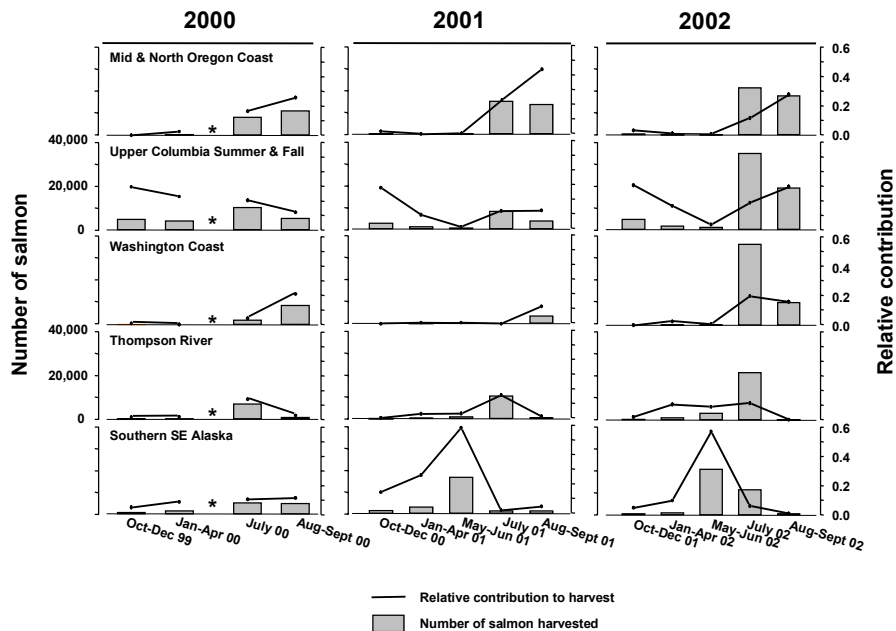 2000
2001
2002
Mid & North Oregon Coast
0.6
0.4
0.2
0.0
40,000
Upper Columbia Summer & Fall
20,000
0
*
*
Washington Coast
0.6
0.4
0.2
0.0
*
40,000
Thompson River
20,000
0
*
Southern SE Alaska
0.6
0.4
0.2
0.0
*
Number of salmon
Relative contribution
Oct-Dec 99
Jan-Apr 00
July 00
Aug-Sept 00
Oct-Dec 00
Jan-Apr 01
May-Jun 01
July 01
Aug-Sept 01
Oct-Dec 01
Jan-Apr 02
May-Jun 02
July 02
Aug-Sept 02
Relative contribution to harvest
Number of salmon harvested